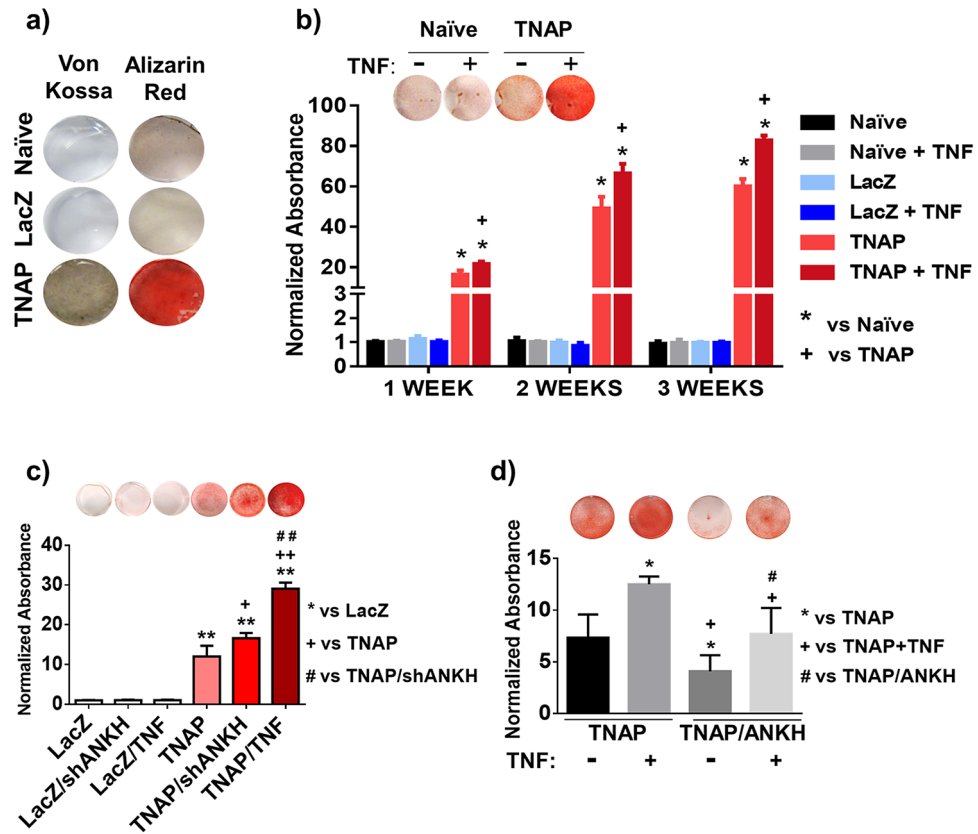 a)
Von
Kossa
Alizarin
Red
Naïve
LacZ
TNAP
b)
Naïve
TNAP
TNF:
-
+
-
+
Normalized Absorbance
100
80
60
40
20
3
2
1
0
+
*
*
+
*
*
+
*
*
1 WEEK
2 WEEKS
3 WEEKS
Naïve
Naïve + TNF
LacZ
LacZ + TNF
TNAP
TNAP + TNF
* vs Naïve
+ vs TNAP
c)
Normalized Absorbance
40
30
20
10
0
**
+
**
##
++
**
* vs LacZ
+ vs TNAP
# vs TNAP/shANKH
LacZ
LacZ/shANKH
LacZ/TNF
TNAP
TNAP/shANKH
TNAP/TNF
d)
Normalized Absorbance
15
10
5
0
*
+
*
#
+
* vs TNAP
+ vs TNAP+TNF
# vs TNAP/ANKH
TNAP
TNAP/ANKH
TNF:
-
+
-
+